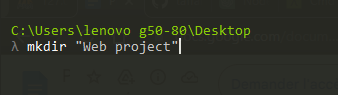 C:\Users\lenovo g50-80\Desktop
λ mkdir "Web project"